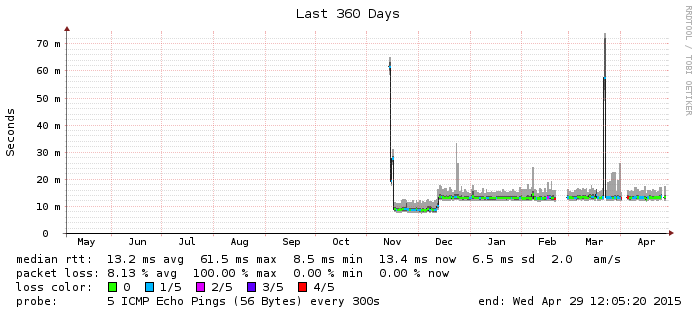 Last 360 Days
RRDTOOL / TOBI OETIKER
Seconds
70 m
60 m
50 m
40 m
30 m
20 m
10 m
0
May Jun Jul Aug Sep Oct Nov Dec Jan Feb Mar Apr
median rtt: 13.2 ms avg 61.5 ms max 8.5 ms min 13.4 ms now 6.5 ms sd 2.0 am/s
packet loss: 8.13 % avg 100.00 % max 0.00 % min 0.00 % now
loss color: 0 1/5 2/5 3/5 4/5
probe: 5 ICMP Echo Pings (56 Bytes) every 300s end: Wed Apr 29 12:05:20 2015